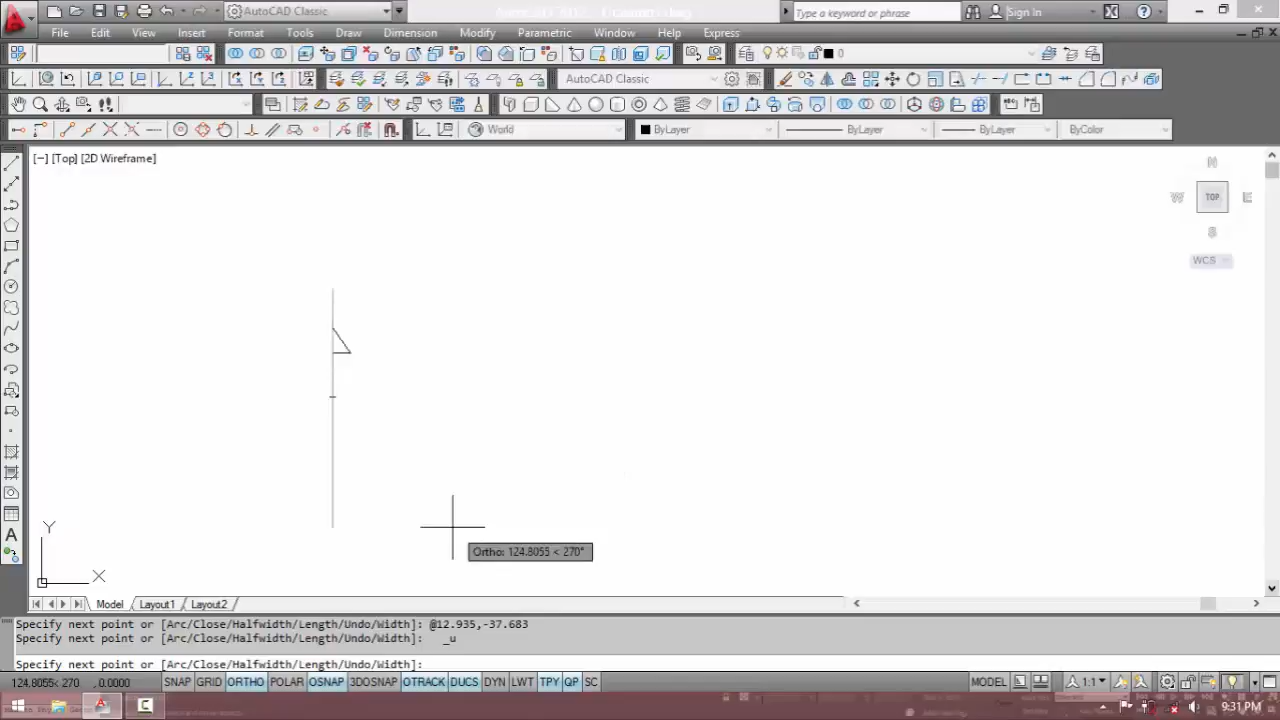 AutoCAD Classic
Type a keyword or phrase
Sign In
File Edit View Insert Format Tools Draw Dimension Modify Parametric Window Help Express
0
AutoCAD Classic
World ByLayer ByLayer ByLayer ByColor
[−] [Top] [2D Wireframe]
N
W TOP E
S
WCS
Ortho: 124.8055 < 270°
Y
X
A
Model Layout1 Layout2
Specify next point or [Arc/Close/Halfwidth/Length/Undo/Width]: @12.935,-37.683
Specify next point or [Arc/Close/Halfwidth/Length/Undo/Width]: _u
Specify next point or [Arc/Close/Halfwidth/Length/Undo/Width]:
124.8055< 270 , 0.0000 SNAP GRID ORTHO POLAR OSNAP 3DOSNAP OTRACK DUCS DYN LWT TPY QP SC MODEL 1:1
9:31 PM